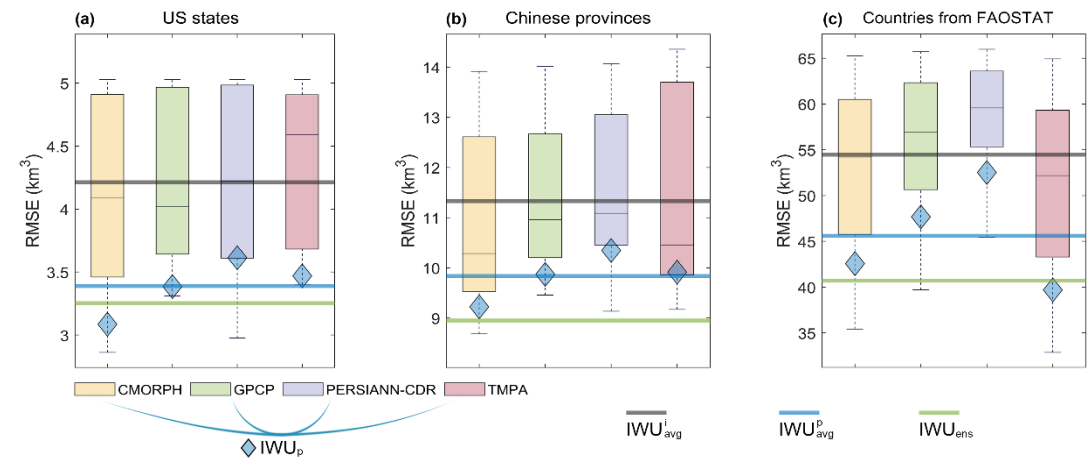 (a) US states
RMSE (km³)
5
4.5
4
3.5
3
(b) Chinese provinces
RMSE (km³)
14
13
12
11
10
9
(c) Countries from FAOSTAT
RMSE (km³)
65
60
55
50
45
40
35
CMORPH GPCP PERSIANN-CDR TMPA
IWUₚ
IWUⁱavg
IWUᵖavg
IWUens